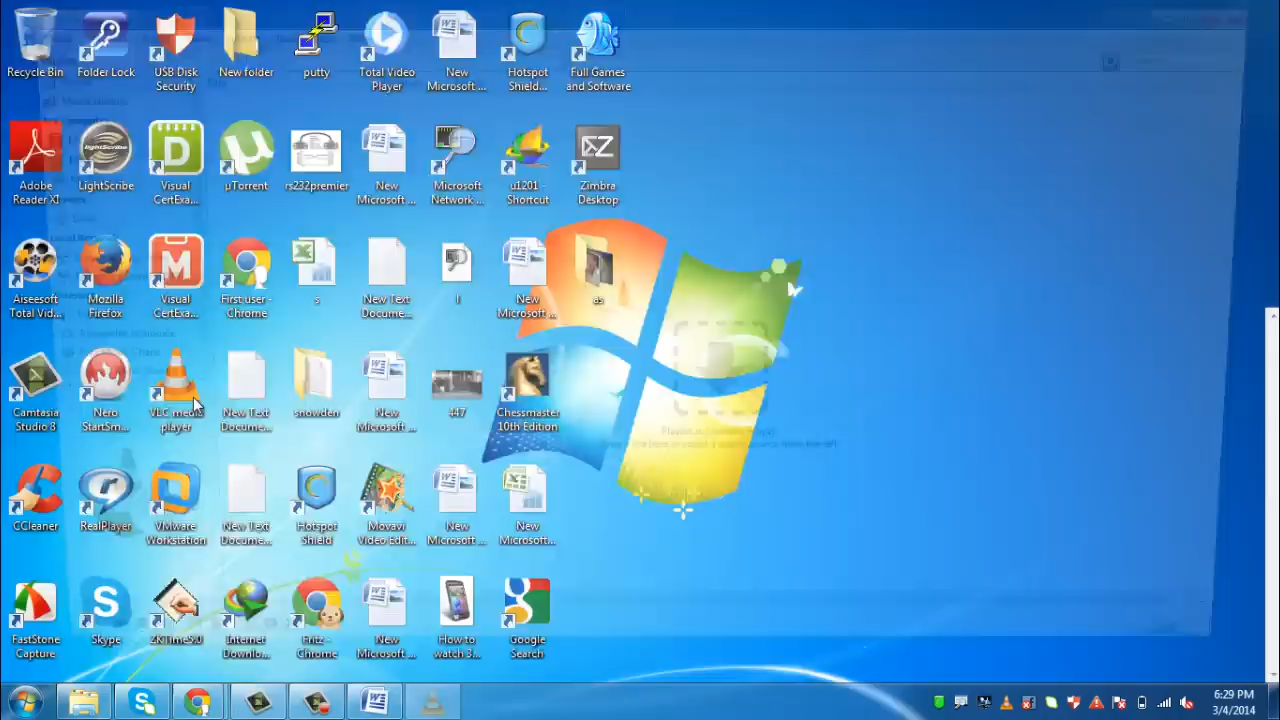 Recycle Bin
Folder Lock
USB Disk
Security
New folder
putty
Total Video
Player
New
Microsoft ...
Hotspot
Shield...
Full Games
and Software
Adobe
Reader XI
LightScribe
Visual
CertExa...
µTorrent
rs232premier
New
Microsoft ...
Microsoft
Network ...
u1201 -
Shortcut
Zimbra
Desktop
Aiseesoft
Total Vid...
Mozilla
Firefox
Visual
CertExa...
First user -
Chrome
s
New Text
Docume...
New
Microsoft ...
as
Camtasia
Studio 8
Nero
StartSm...
VLC media
player
New Text
Docume...
snowden
New
Microsoft ...
447
Chessmaster
10th Edition
CCleaner
RealPlayer
VMware
Workstation
New Text
Docume...
Hotspot
Shield
Movavi
Video Edit...
New
Microsoft ...
New
Microsoft...
FastStone
Capture
Skype
ZKTime5.0
Internet
Downlo...
Fritz -
Chrome
New
Microsoft ...
How to
watch 3...
Google
Search
6:29 PM
3/4/2014